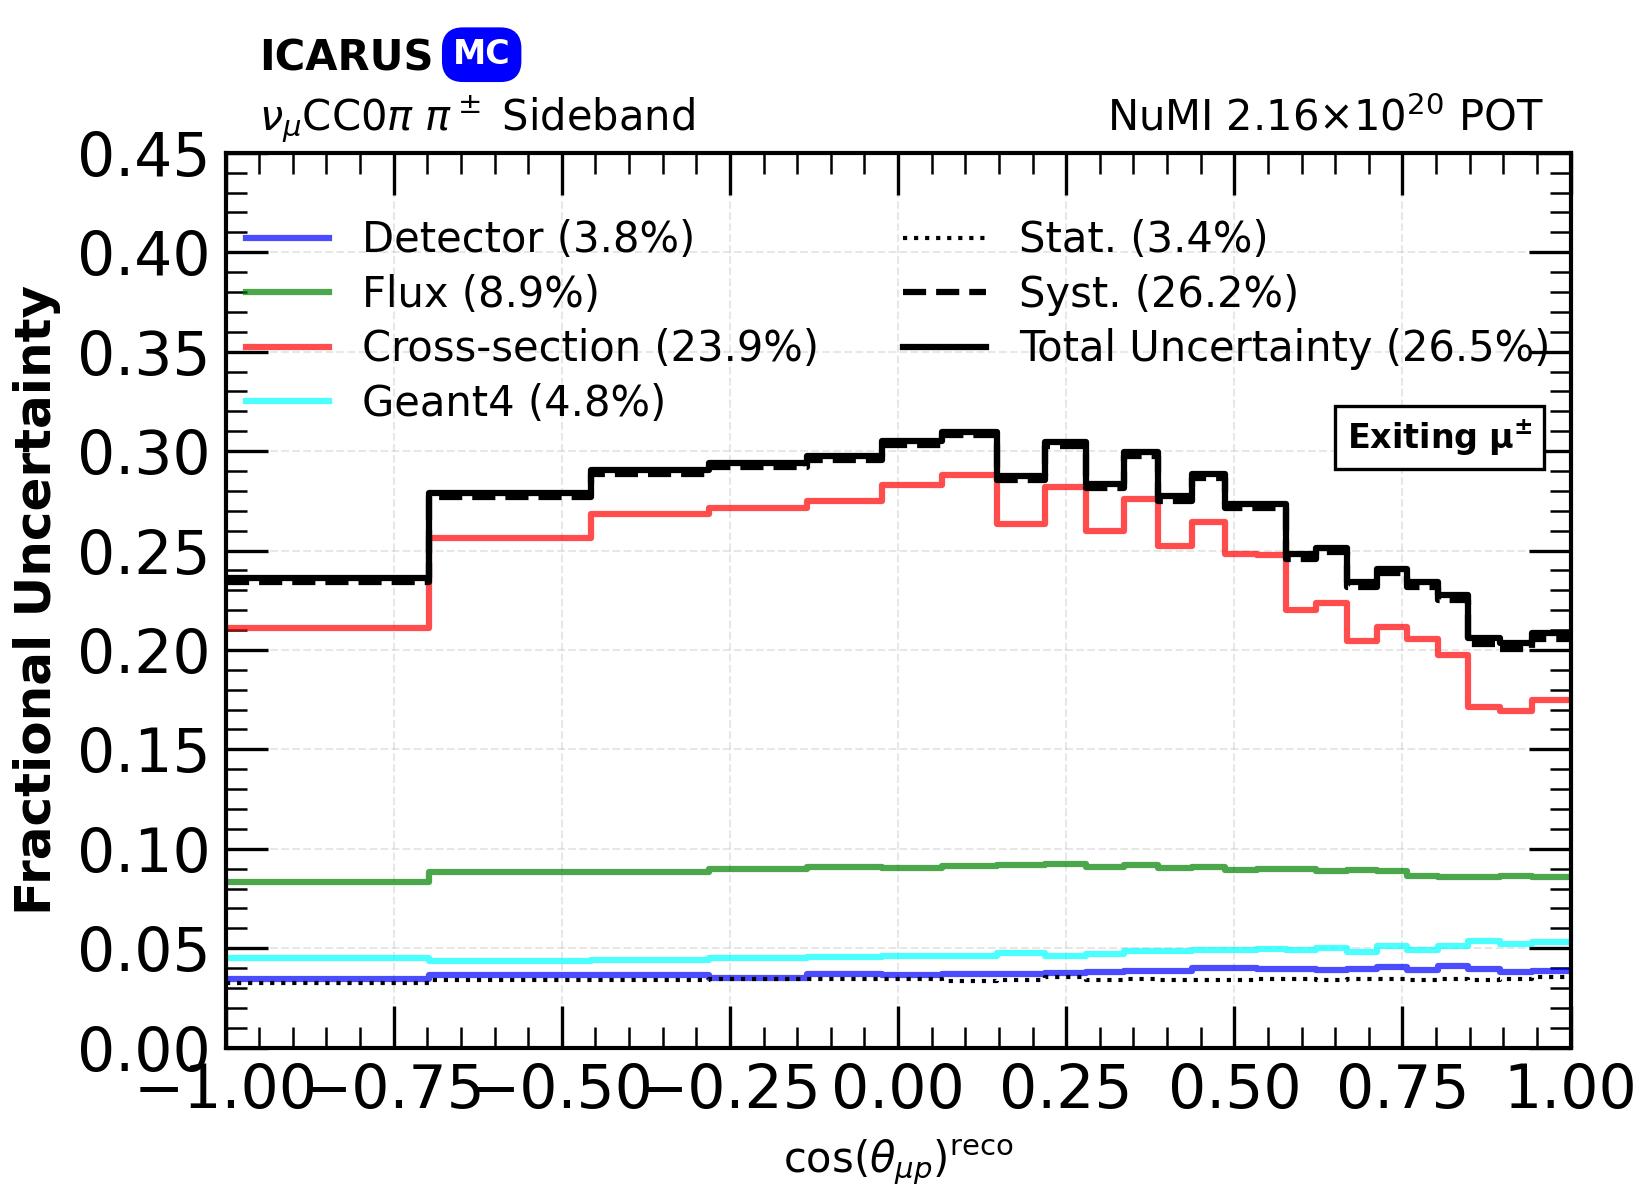 ICARUS MC
νμCC0π π± Sideband
NuMI 2.16×10²⁰ POT
0.45
0.40
0.35
0.30
0.25
0.20
0.15
0.10
0.05
0.00
Fractional Uncertainty
Detector (3.8%)
Flux (8.9%)
Cross-section (23.9%)
Geant4 (4.8%)
Stat. (3.4%)
Syst. (26.2%)
Total Uncertainty (26.5%)
Exiting μ±
−1.00 −0.75 −0.50 −0.25 0.00 0.25 0.50 0.75 1.00
cos(θμp)reco